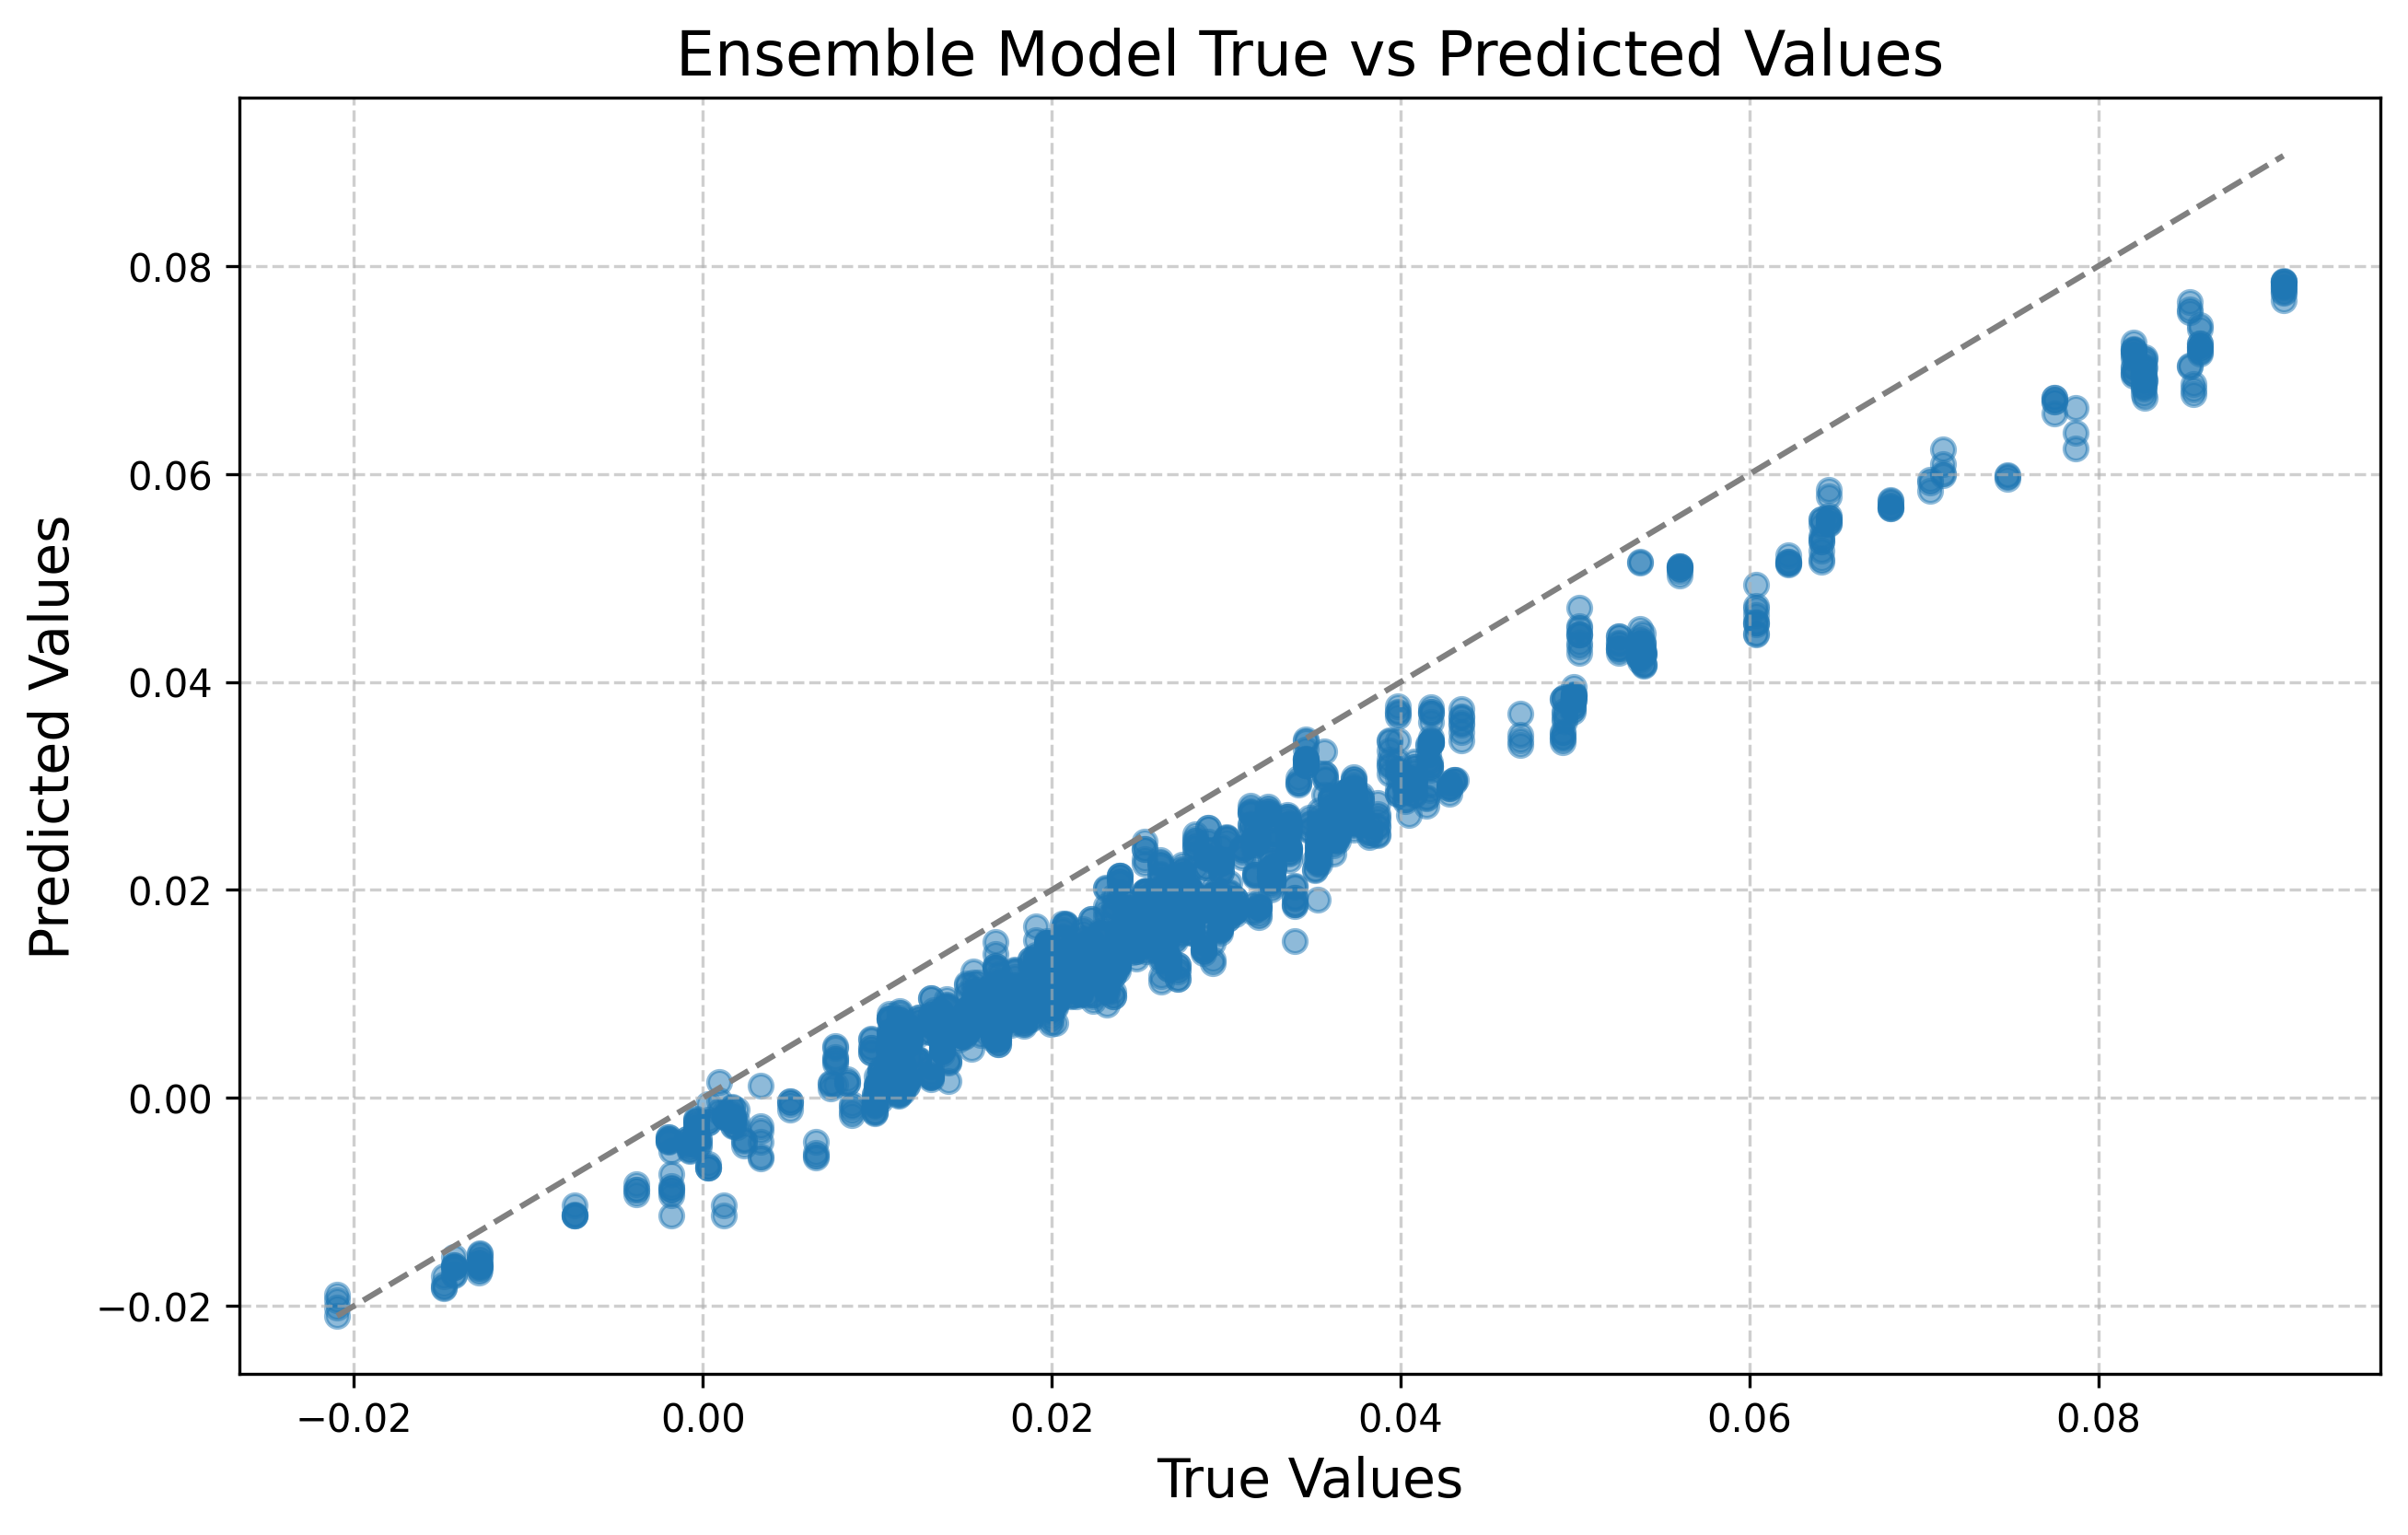 Ensemble Model True vs Predicted Values
Predicted Values
0.08
0.06
0.04
0.02
0.00
−0.02
−0.02 0.00 0.02 0.04 0.06 0.08
True Values